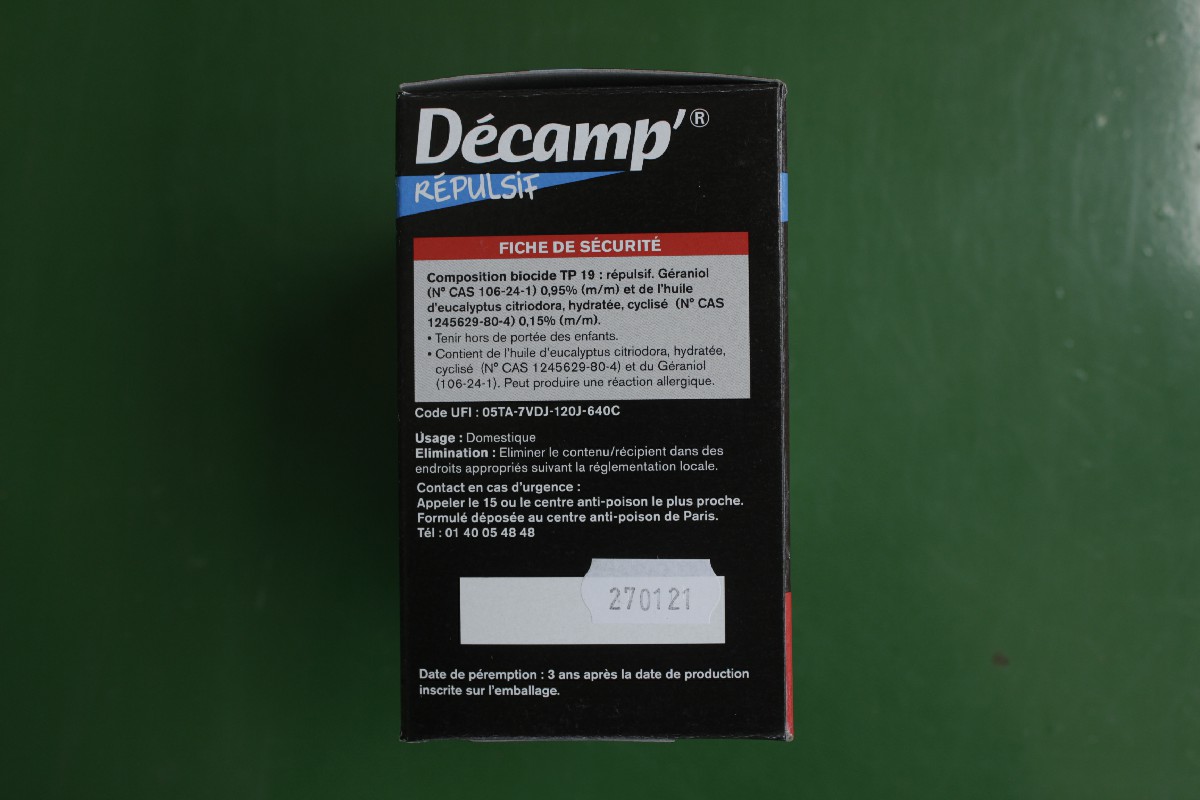 Décamp'®
RÉPULSiF
FICHE DE SÉCURITÉ
Composition biocide TP 19 : répulsif. Géraniol
(N° CAS 106-24-1) 0,95% (m/m) et de l'huile
d'eucalyptus citriodora, hydratée, cyclisé (N° CAS
1245629-80-4) 0,15% (m/m).
• Tenir hors de portée des enfants.
• Contient de l'huile d'eucalyptus citriodora, hydratée,
cyclisé (N° CAS 1245629-80-4) et du Géraniol
(106-24-1). Peut produire une réaction allergique.
Code UFI : 05TA-7VDJ-120J-640C
Usage : Domestique
Elimination : Eliminer le contenu/récipient dans des
endroits appropriés suivant la réglementation locale.
Contact en cas d'urgence :
Appeler le 15 ou le centre anti-poison le plus proche.
Formulé déposée au centre anti-poison de Paris.
Tél : 01 40 05 48 48
270121
Date de péremption : 3 ans après la date de production
inscrite sur l'emballage.